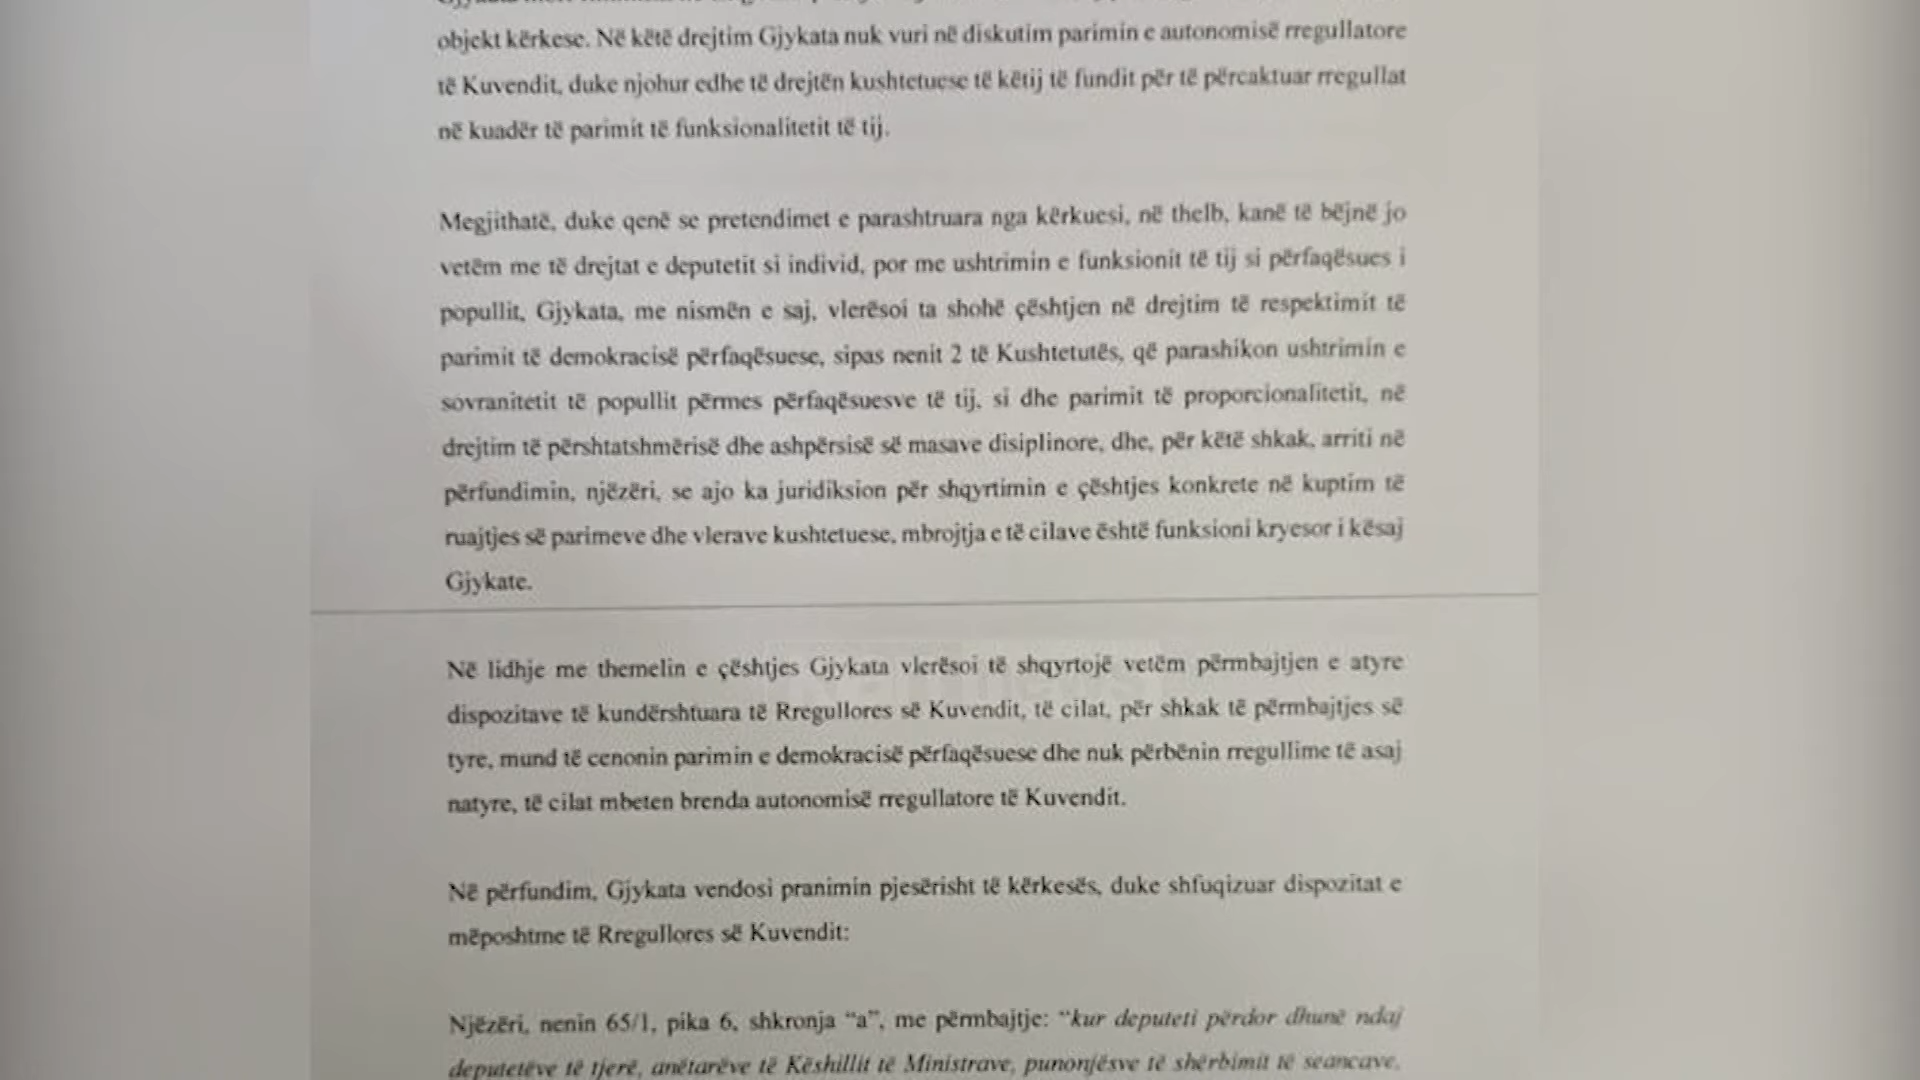 objekt kërkese. Në këtë drejtim Gjykata nuk vuri në diskutim parimin e autonomisë rregullatore
të Kuvendit, duke njohur edhe të drejtën kushtetuese të këtij të fundit për të përcaktuar rregullat
në kuadër të parimit të funksionalitetit të tij.
Megjithatë, duke qenë se pretendimet e parashtruara nga kërkuesi, në thelb, kanë të bëjnë jo
vetëm me të drejtat e deputetit si individ, por me ushtrimin e funksionit të tij si përfaqësues i
popullit, Gjykata, me nismën e saj, vlerësoi ta shohë çështjen në drejtim të respektimit të
parimit të demokracisë përfaqësuese, sipas nenit 2 të Kushtetutës, që parashikon ushtrimin e
sovranitetit të popullit përmes përfaqësuesve të tij, si dhe parimit të proporcionalitetit, në
drejtim të përshtatshmërisë dhe ashpërsisë së masave disiplinore, dhe, për këtë shkak, arriti në
përfundimin, njëzëri, se ajo ka juridiksion për shqyrtimin e çështjes konkrete në kuptim të
ruajtjes së parimeve dhe vlerave kushtetuese, mbrojtja e të cilave është funksioni kryesor i kësaj
Gjykate.
Në lidhje me themelin e çështjes Gjykata vlerësoi të shqyrtojë vetëm përmbajtjen e atyre
dispozitave të kundërshtuara të Rregullores së Kuvendit, të cilat, për shkak të përmbajtjes së
tyre, mund të cenonin parimin e demokracisë përfaqësuese dhe nuk përbënin rregullime të asaj
natyre, të cilat mbeten brenda autonomisë rregullatore të Kuvendit.
Në përfundim, Gjykata vendosi pranimin pjesërisht të kërkesës, duke shfuqizuar dispozitat e
mëposhtme të Rregullores së Kuvendit:
Njëzëri, nenin 65/1, pika 6, shkronja “a”, me përmbajtje: “kur deputeti përdor dhunë ndaj
deputetëve të tjerë, anëtarëve të Këshillit të Ministrave, punonjësve të shërbimit të seancave,